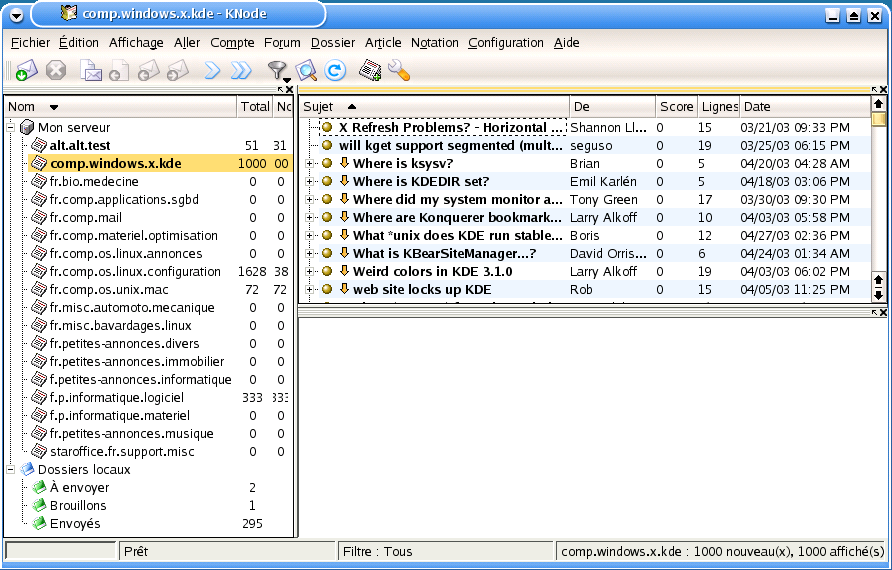 comp.windows.x.kde - KNode
Fichier Édition Affichage Aller Compte Forum Dossier Article Notation Configuration Aide
Nom Total No
Mon serveur
alt.alt.test 51 31
comp.windows.x.kde 1000 00
fr.bio.medecine 0 0
fr.comp.applications.sgbd 0 0
fr.comp.mail 0 0
fr.comp.materiel.optimisation 0 0
fr.comp.os.linux.annonces 0 0
fr.comp.os.linux.configuration 1628 38
fr.comp.os.unix.mac 72 72
fr.misc.automoto.mecanique 0 0
fr.misc.bavardages.linux 0 0
fr.petites-annonces.divers 0 0
fr.petites-annonces.immobilier 0 0
f.petites-annonces.informatique 0 0
f.p.informatique.logiciel 333 333
f.p.informatique.materiel 0 0
fr.petites-annonces.musique 0 0
staroffice.fr.support.misc 0 0
Dossiers locaux
À envoyer 2
Brouillons 1
Envoyés 295
Sujet De Score Lignes Date
X Refresh Problems? - Horizontal ... Shannon Ll... 0 15 03/21/03 09:33 PM
will kget support segmented (mult... seguso 0 19 03/25/03 06:15 PM
Where is ksysv? Brian 0 5 04/20/03 04:28 AM
Where is KDEDIR set? Emil Karlén 0 5 04/18/03 03:06 PM
Where did my system monitor a... Tony Green 0 17 03/30/03 09:30 PM
Where are Konquerer bookmark... Larry Alkoff 0 10 04/03/03 05:58 PM
What *unix does KDE run stable... Boris 0 12 04/27/03 02:36 PM
What is KBearSiteManager...? David Orris... 0 6 04/24/03 01:34 AM
Weird colors in KDE 3.1.0 Larry Alkoff 0 19 04/03/03 06:02 PM
web site locks up KDE Rob 0 15 04/05/03 11:25 PM
Prêt
Filtre : Tous
comp.windows.x.kde : 1000 nouveau(x), 1000 affiché(s)